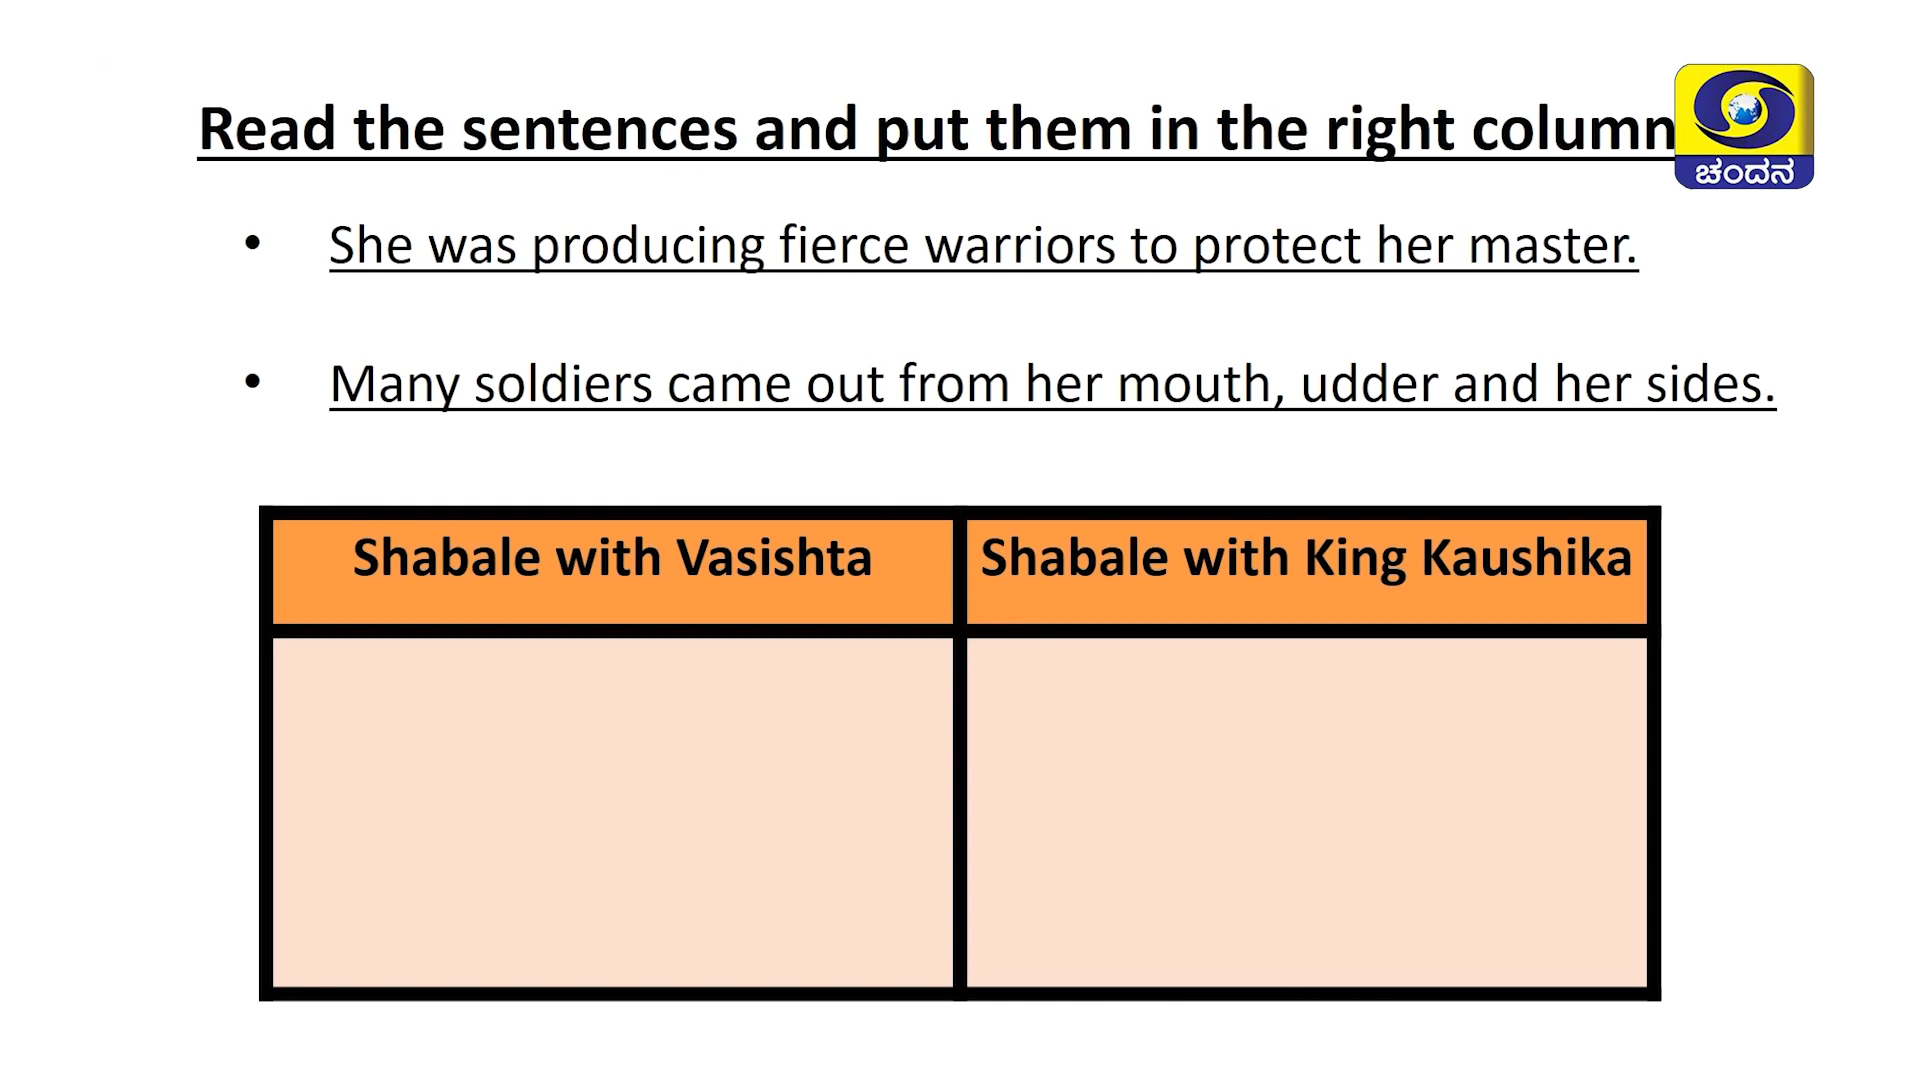 Read the sentences and put them in the right column
ಚಂದನ
• She was producing fierce warriors to protect her master.
• Many soldiers came out from her mouth, udder and her sides.
Shabale with Vasishta
Shabale with King Kaushika